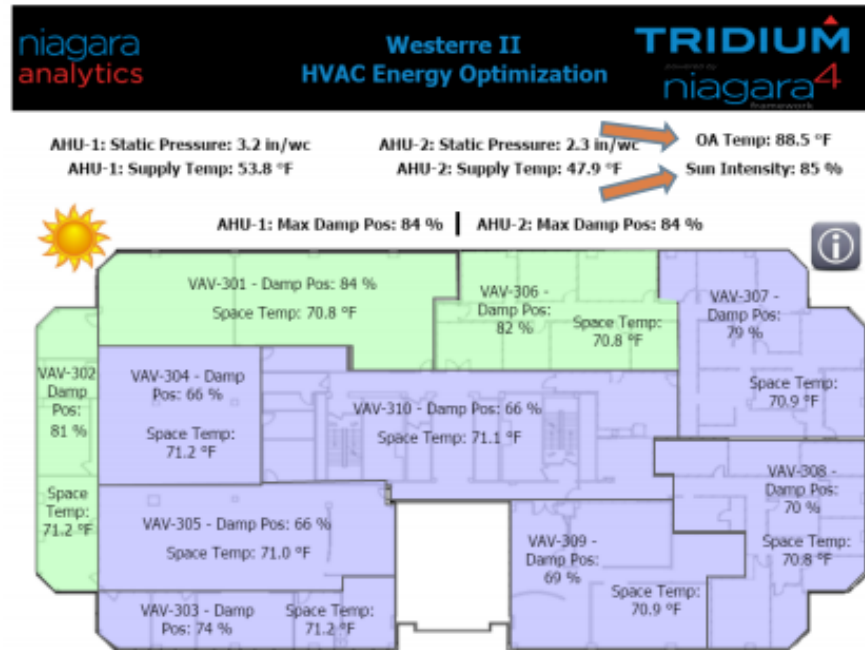 niagara
analytics
Westerre II
HVAC Energy Optimization
TRIDIUM
powered by
niagara4
framework
AHU-1: Static Pressure: 3.2 in/wc
AHU-1: Supply Temp: 53.8 °F
AHU-2: Static Pressure: 2.3 in/wc
AHU-2: Supply Temp: 47.9 °F
OA Temp: 88.5 °F
Sun Intensity: 85 %
AHU-1: Max Damp Pos: 84 %
AHU-2: Max Damp Pos: 84 %
i
VAV-301 - Damp Pos: 84 %
Space Temp: 70.8 °F
VAV-306 -
Damp Pos:
82 %
Space Temp:
70.8 °F
VAV-307 -
Damp Pos:
79 %
Space Temp:
70.9 °F
VAV-302
Damp
Pos:
81 %
Space
Temp:
71.2 °F
VAV-304 - Damp
Pos: 66 %
Space Temp:
71.2 °F
VAV-310 - Damp Pos: 66 %
Space Temp: 71.1 °F
VAV-308 -
Damp Pos:
70 %
Space Temp:
70.8 °F
VAV-305 - Damp Pos: 66 %
Space Temp: 71.0 °F
VAV-309 -
Damp Pos:
69 %
Space Temp:
70.9 °F
VAV-303 - Damp
Pos: 74 %
Space Temp:
71.2 °F